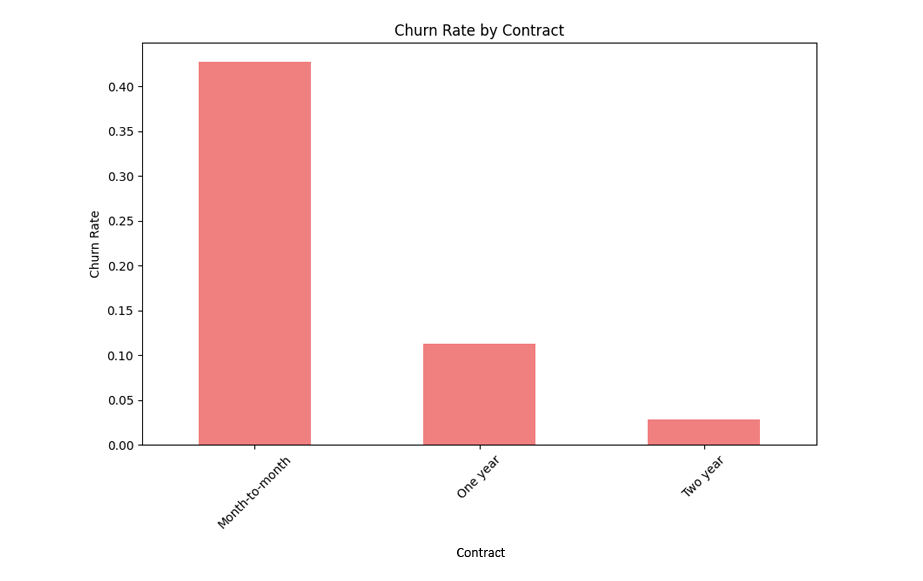 Churn Rate by Contract
Churn Rate
0.40
0.35
0.30
0.25
0.20
0.15
0.10
0.05
0.00
Month-to-month
One year
Two year
Contract